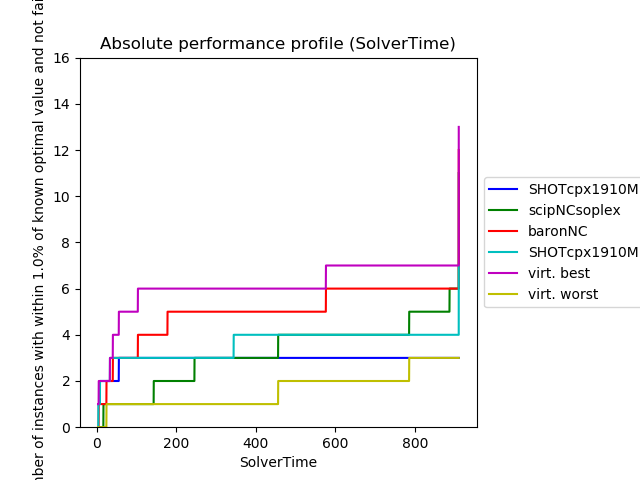 Absolute performance profile (SolverTime)
of instances with within 1.0% of known optimal value and not
16
14
12
10
8
6
4
2
0
0 200 400 600 800
SolverTime
SHOTcpx1910M
scipNCsoplex
baronNC
SHOTcpx1910M
virt. best
virt. worst